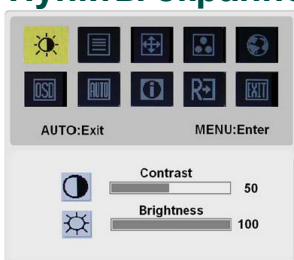 OSD AUTO i R EXIT
AUTO:Exit MENU:Enter
Contrast
50
Brightness
100